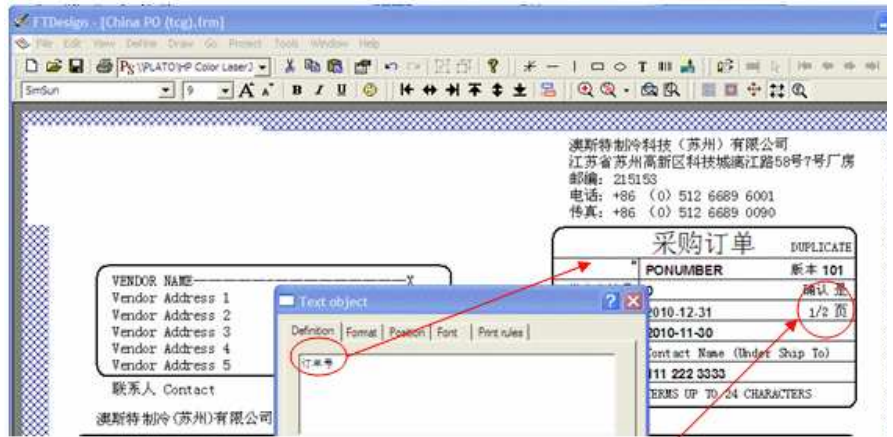 FTDesign - [China PO (tcg).frm]
File Edit View Define Draw Go Project Tools Window Help
\\PLATO\HP Color LaserJ
SimSun 9 A A B I U
澳斯特制冷科技（苏州）有限公司
江苏省苏州高新区科技城漓江路58号7号厂房
邮编: 215153
电话: +86 (0) 512 6689 6001
传真: +86 (0) 512 6689 0090
采购订单 DUPLICATE
PONUMBER 版本 101
确认 是
2010-12-31 1/2 页
2010-11-30
Contact Name (Under Ship To)
111 222 3333
TERMS UP TO 24 CHARACTERS
VENDOR NAME X
Vendor Address 1
Vendor Address 2
Vendor Address 3
Vendor Address 4
Vendor Address 5
联系人 Contact
澳斯特制冷(苏州)有限公司
Text object
Definition Format Position Font Print rules
订单号